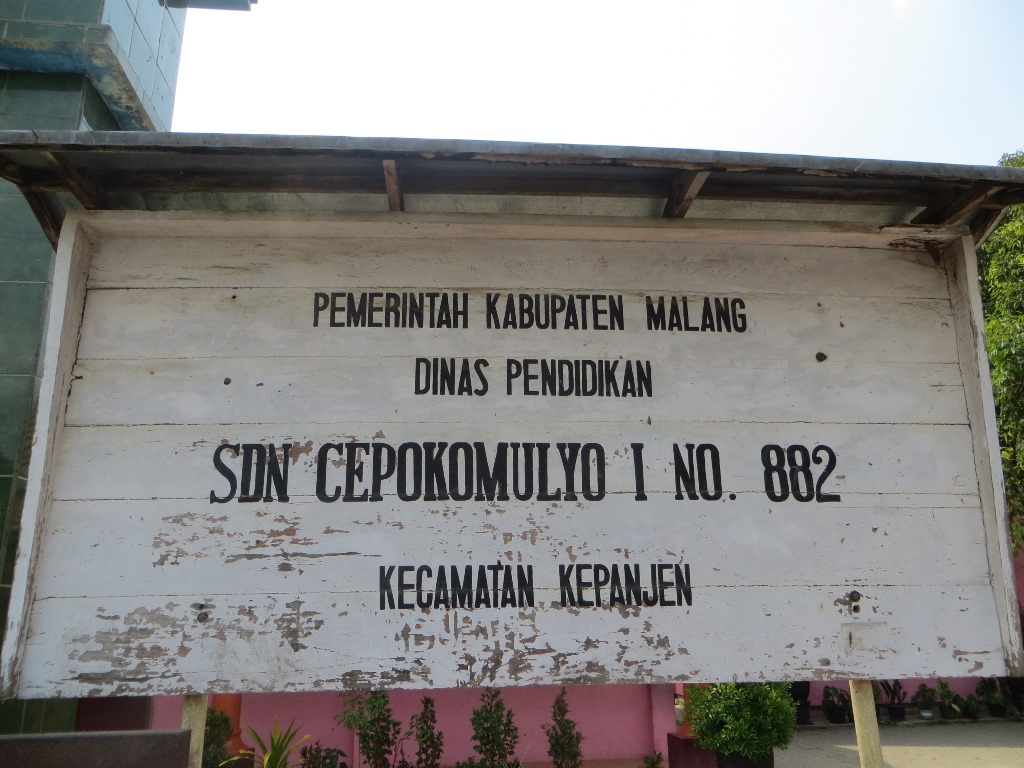 PEMERINTAH KABUPATEN MALANG
DINAS PENDIDIKAN
SDN CEPOKOMULYO I NO. 882
KECAMATAN KEPANJEN